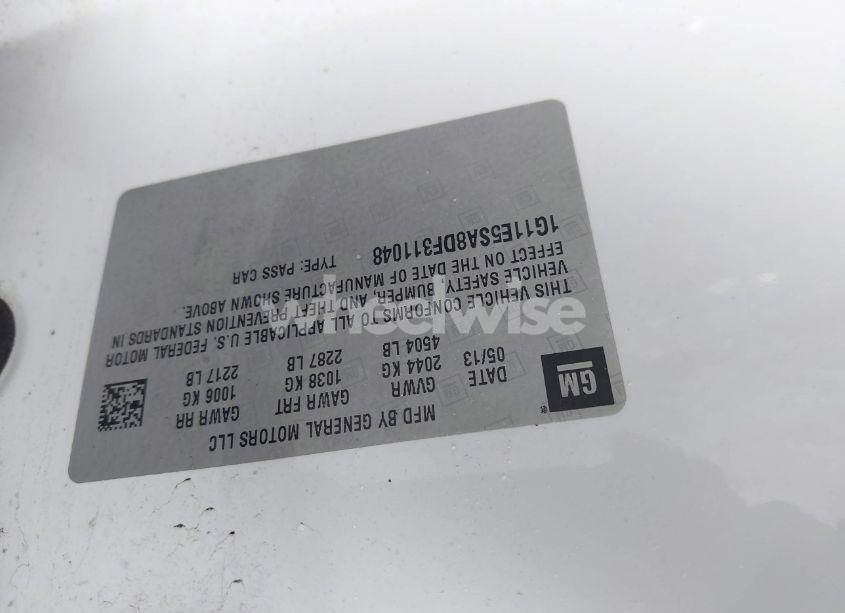 MFD BY GENERAL MOTORS LLC
GM
DATE GVWR GAWR FRT GAWR RR
05/13 2044 KG 1038 KG 1006 KG
4504 LB 2287 LB 2217 LB
THIS VEHICLE CONFORMS TO ALL APPLICABLE U.S. FEDERAL MOTOR
VEHICLE SAFETY, BUMPER, AND THEFT PREVENTION STANDARDS IN
EFFECT ON THE DATE OF MANUFACTURE SHOWN ABOVE.
1G11E5SA8DF311048 TYPE: PASS CAR
wheelwise